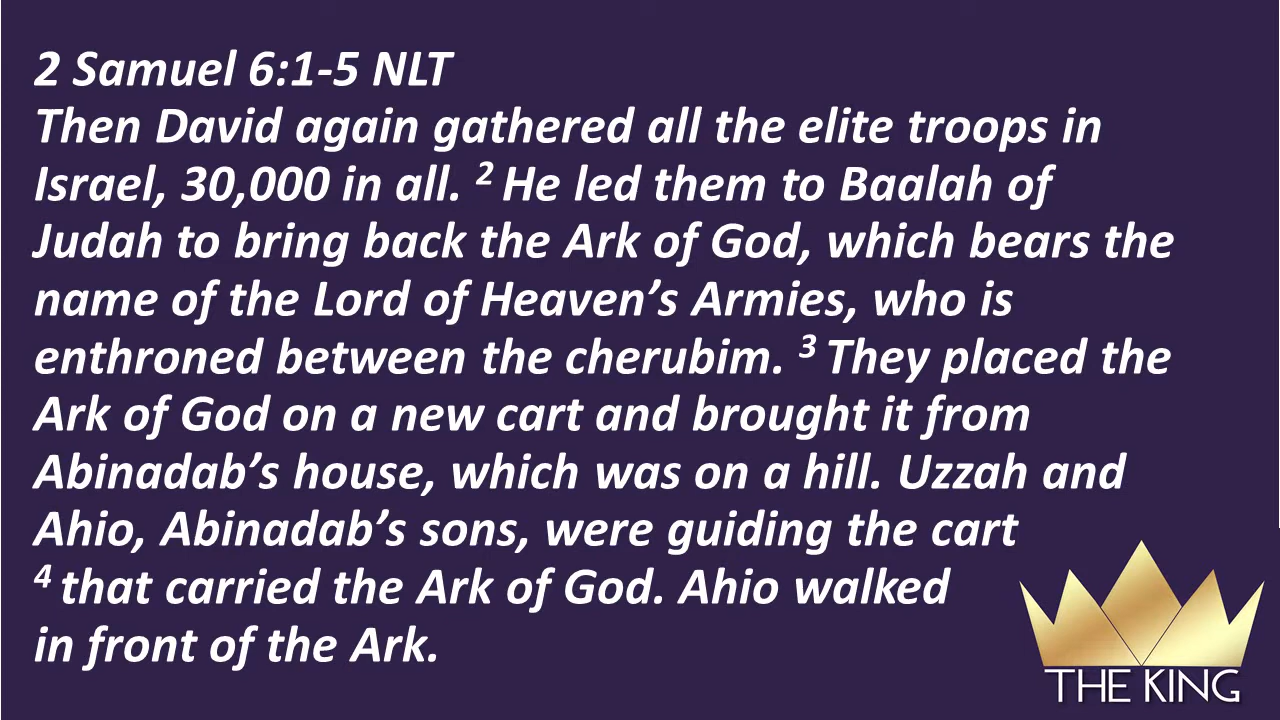 2 Samuel 6:1-5 NLT
Then David again gathered all the elite troops in
Israel, 30,000 in all. ² He led them to Baalah of
Judah to bring back the Ark of God, which bears the
name of the Lord of Heaven’s Armies, who is
enthroned between the cherubim. ³ They placed the
Ark of God on a new cart and brought it from
Abinadab’s house, which was on a hill. Uzzah and
Ahio, Abinadab’s sons, were guiding the cart
⁴ that carried the Ark of God. Ahio walked
in front of the Ark.
THE KING